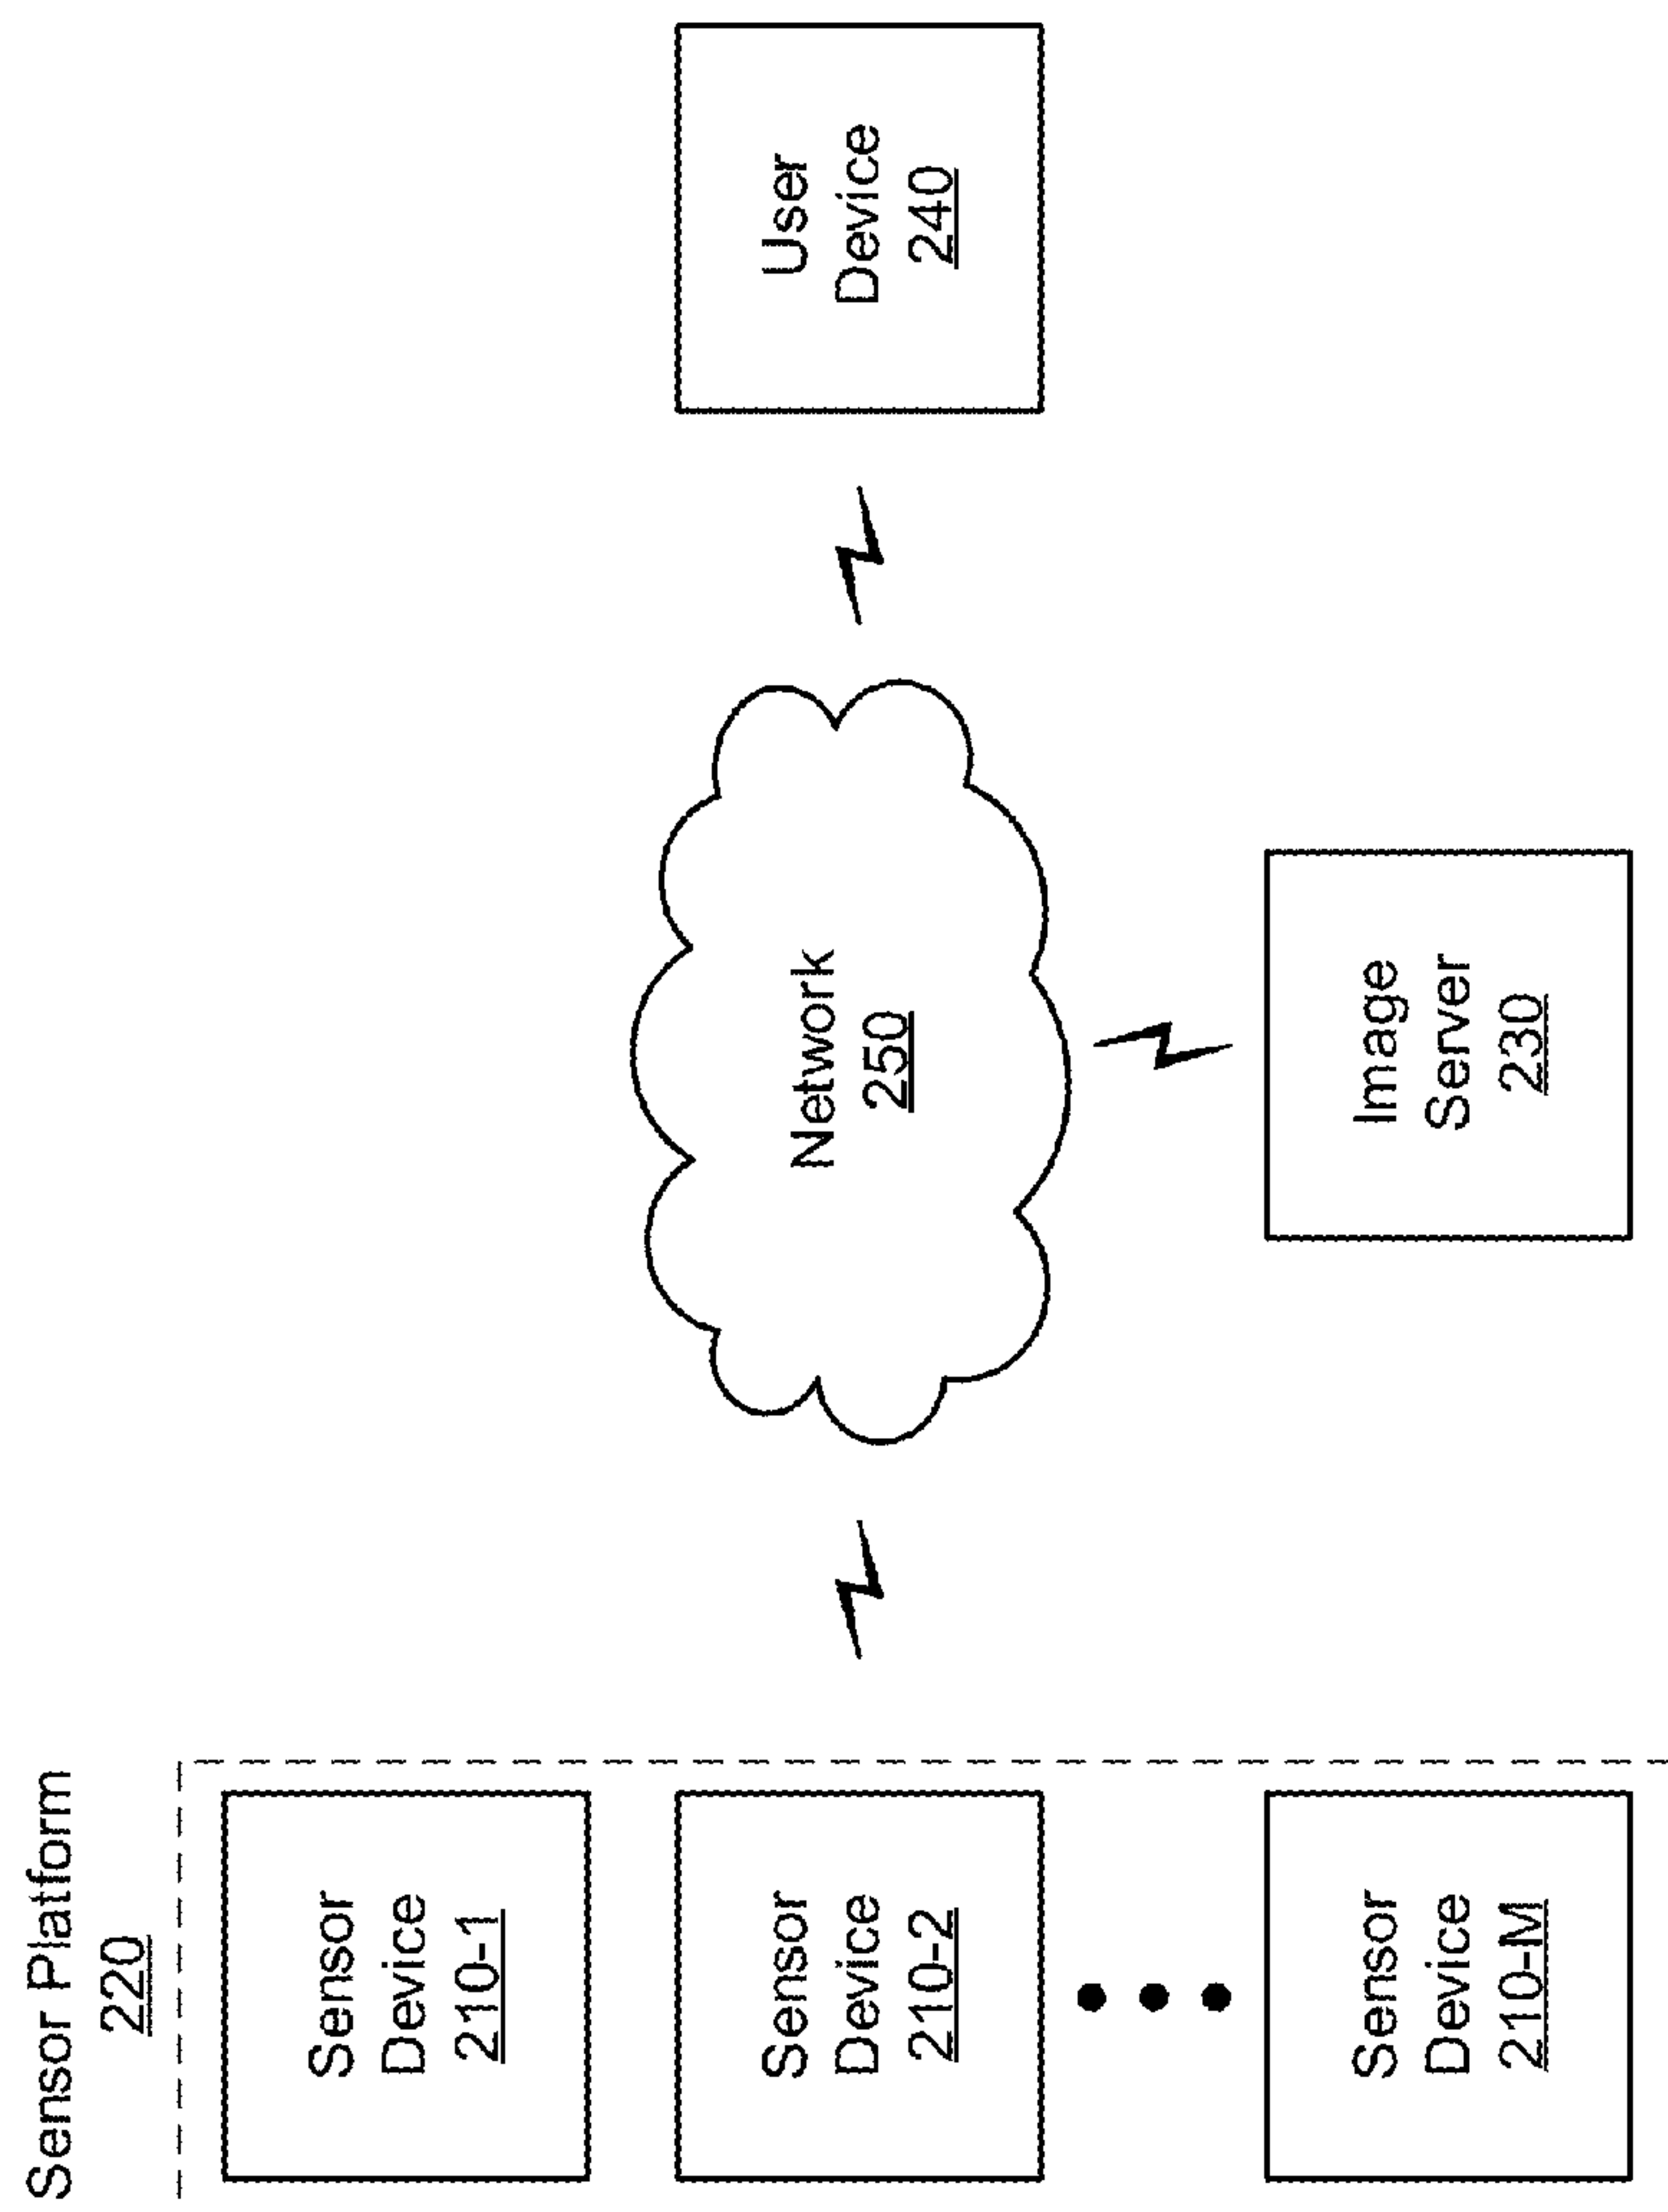 Sensor Platform
220
Sensor
Device
210-1
Sensor
Device
210-2
Sensor
Device
210-M
Network
250
Image
Server
230
User
Device
240